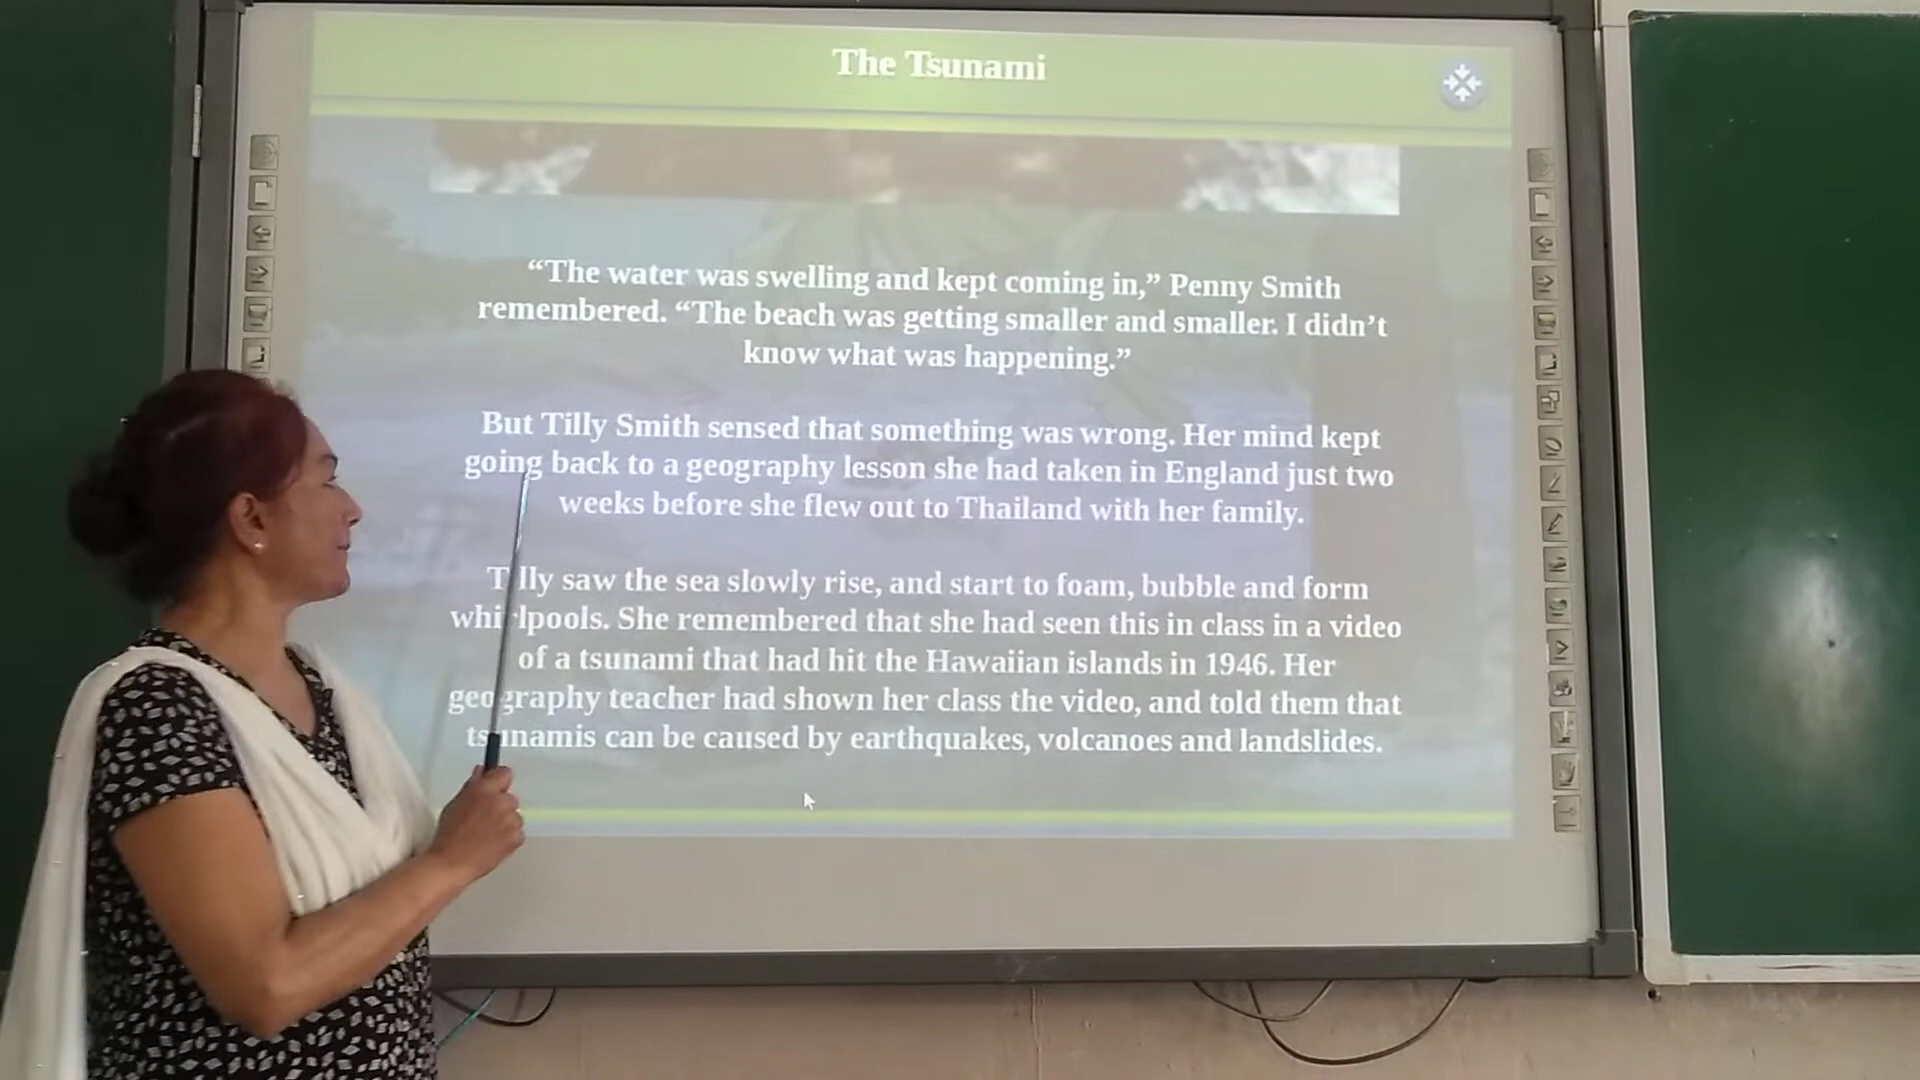 The Tsunami
“The water was swelling and kept coming in,” Penny Smith
remembered. “The beach was getting smaller and smaller. I didn’t
know what was happening.”
But Tilly Smith sensed that something was wrong. Her mind kept
going back to a geography lesson she had taken in England just two
weeks before she flew out to Thailand with her family.
Tilly saw the sea slowly rise, and start to foam, bubble and form
whirlpools. She remembered that she had seen this in class in a video
of a tsunami that had hit the Hawaiian islands in 1946. Her
geography teacher had shown her class the video, and told them that
tsunamis can be caused by earthquakes, volcanoes and landslides.